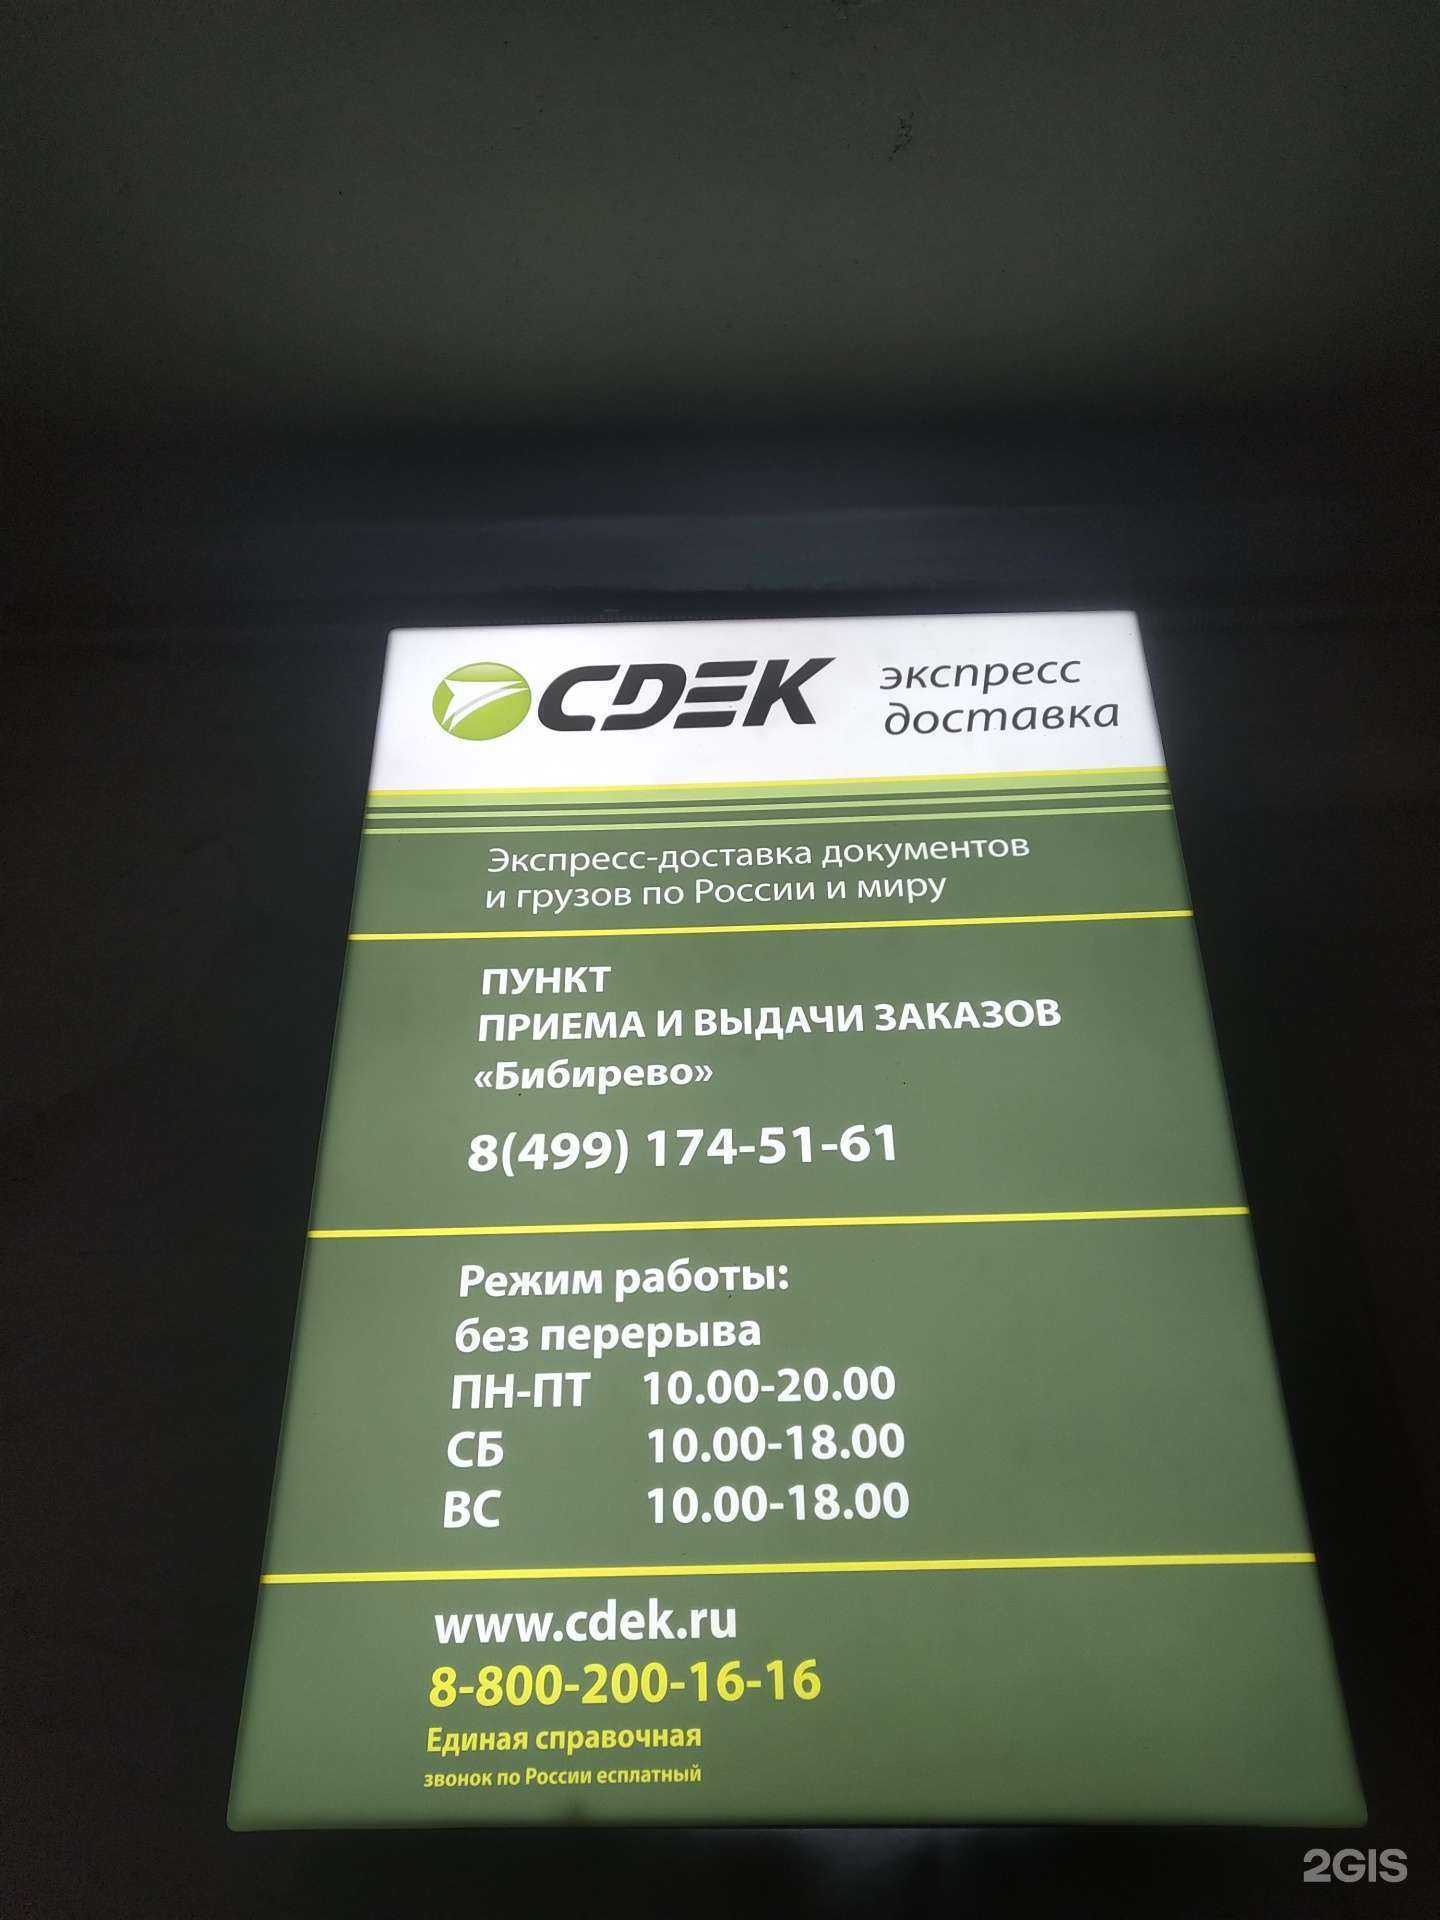 CDEK экспресс
доставка
Экспресс-доставка документов
и грузов по России и миру
ПУНКТ
ПРИЕМА И ВЫДАЧИ ЗАКАЗОВ
«Бибирево»
8(499) 174-51-61
Режим работы:
без перерыва
ПН-ПТ 10.00-20.00
СБ 10.00-18.00
ВС 10.00-18.00
www.cdek.ru
8-800-200-16-16
Единая справочная
звонок по России есплатный
2GIS